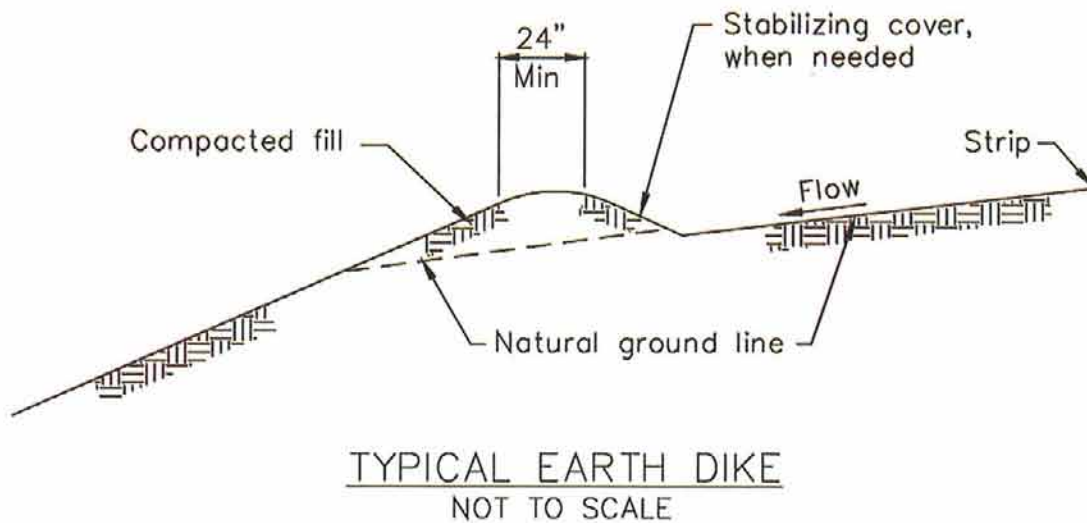 24"
Min
Stabilizing cover,
when needed
Compacted fill
Strip
Flow
Natural ground line
TYPICAL EARTH DIKE
NOT TO SCALE